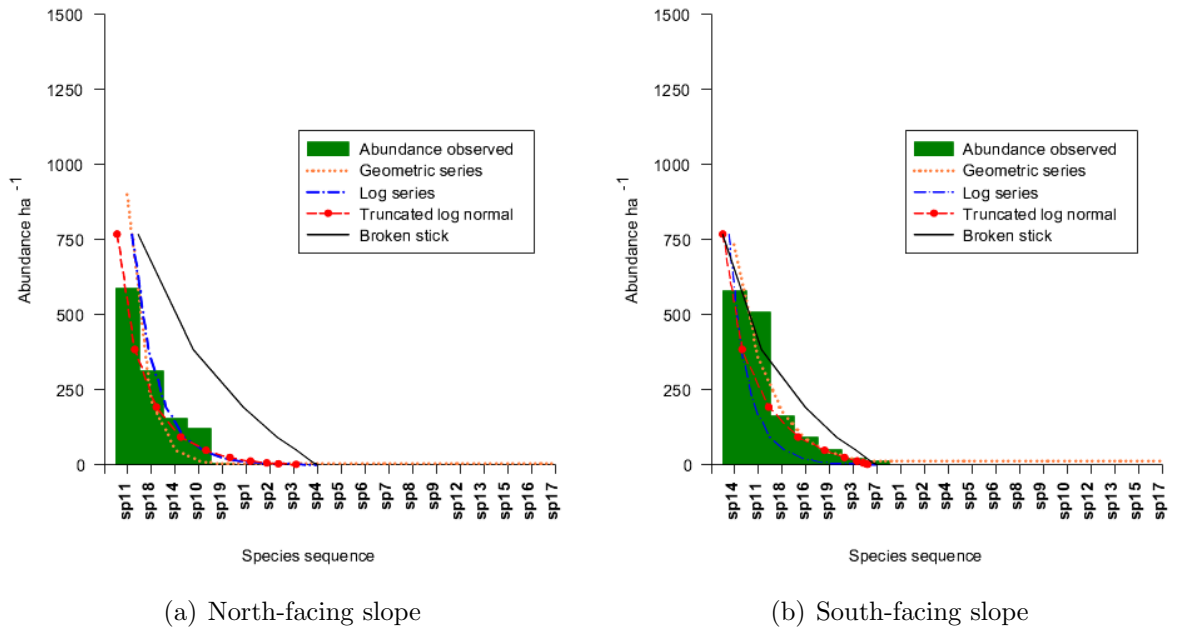 1500
1250
1000
750
500
250
0
Abundance ha -1
Abundance observed
Geometric series
Log series
Truncated log normal
Broken stick
sp11
sp18
sp14
sp10
sp19
sp1
sp2
sp3
sp4
sp5
sp6
sp8
sp9
sp12
sp13
sp15
sp16
sp17
Species sequence
(a) North-facing slope
1500
1250
1000
750
500
250
0
Abundance ha -1
Abundance observed
Geometric series
Log series
Truncated log normal
Broken stick
sp14
sp11
sp18
sp16
sp19
sp3
sp7
sp1
sp2
sp4
sp5
sp6
sp8
sp9
sp10
sp12
sp13
sp15
sp17
Species sequence
(b) South-facing slope